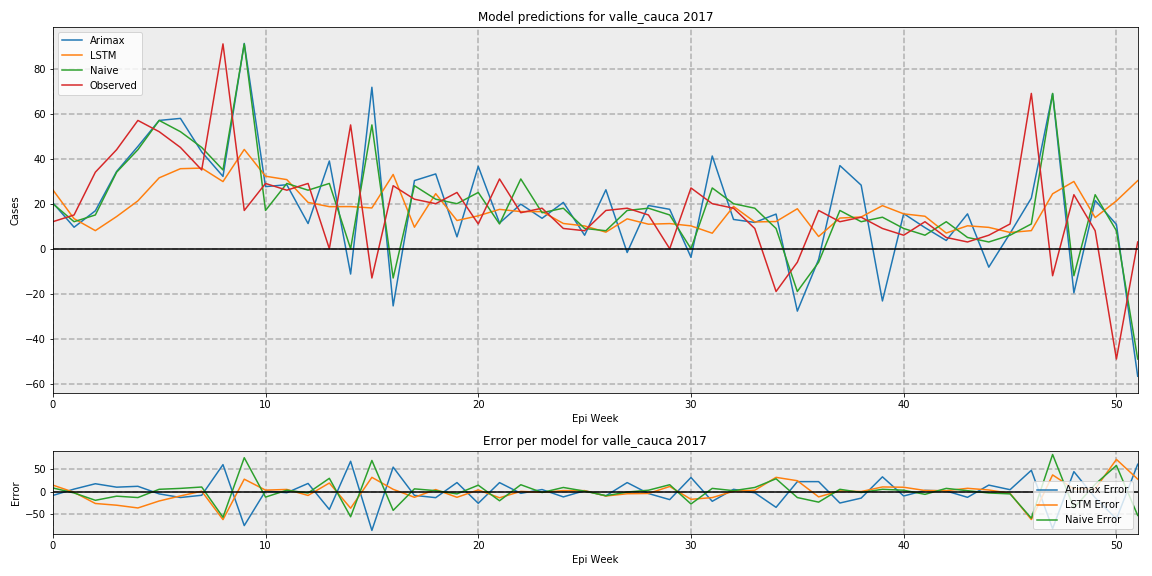 Model predictions for valle_cauca 2017
Arimax
LSTM
Naive
Observed
80
60
40
20
0
−20
−40
−60
Cases
0 10 20 30 40 50
Epi Week
Error per model for valle_cauca 2017
50
0
−50
Error
Arimax Error
LSTM Error
Naive Error
0 10 20 30 40 50
Epi Week